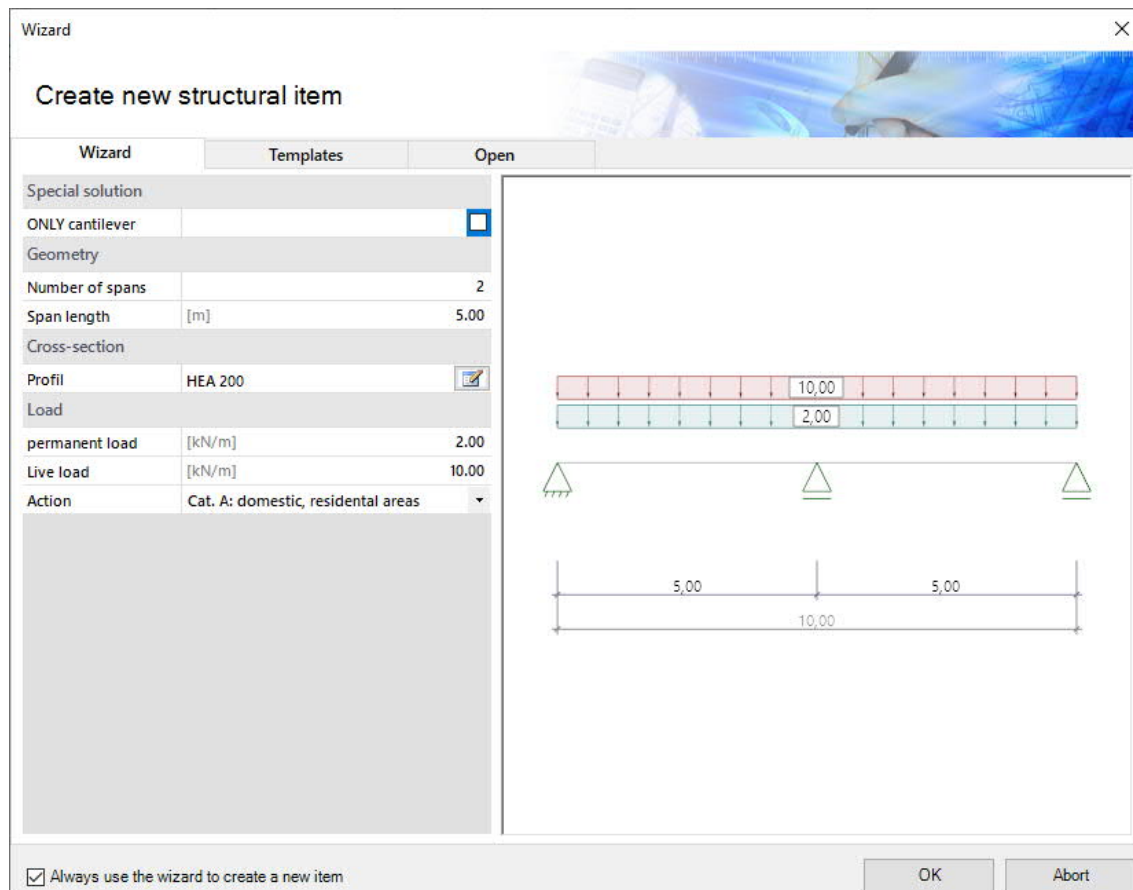 Wizard
Create new structural item
Wizard Templates Open
Special solution
ONLY cantilever
Geometry
Number of spans 2
Span length [m] 5.00
Cross-section
Profil HEA 200
Load
permanent load [kN/m] 2.00
Live load [kN/m] 10.00
Action Cat. A: domestic, residental areas
10,00
2,00
5,00 5,00
10,00
Always use the wizard to create a new item
OK Abort